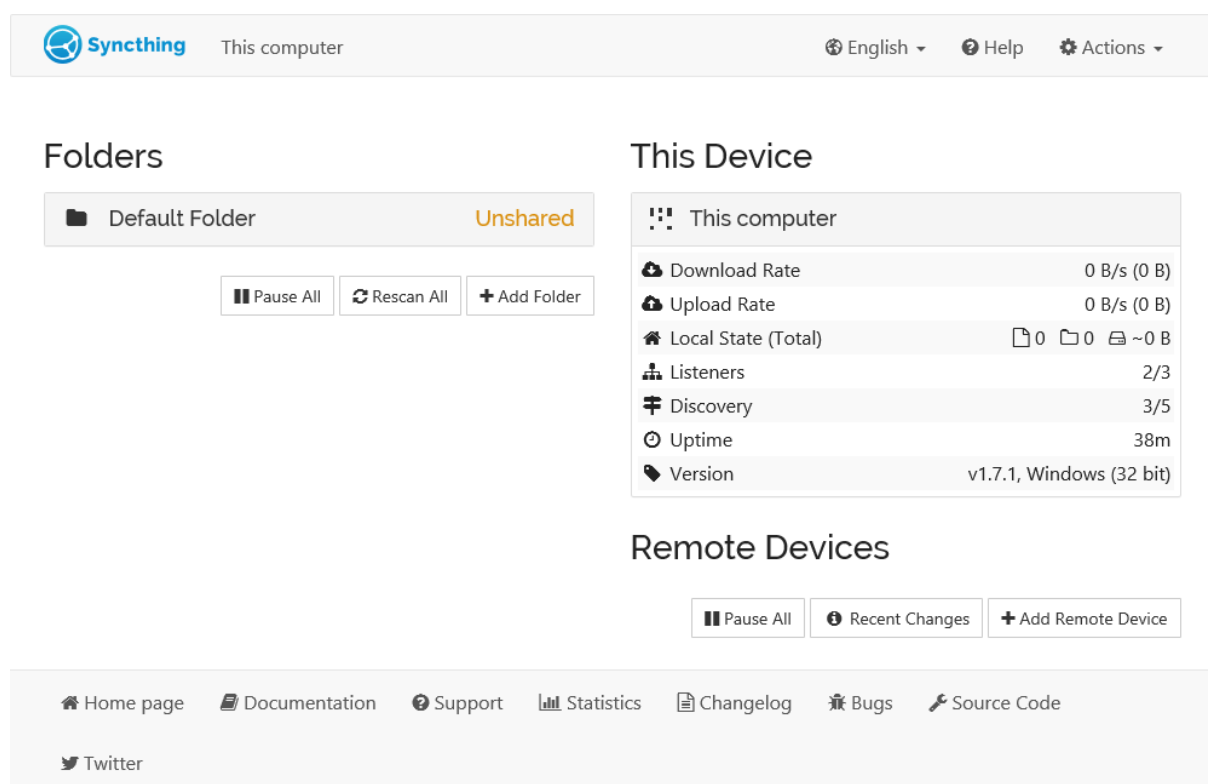 Syncthing This computer English Help Actions
Folders
Default Folder Unshared
Pause All Rescan All Add Folder
This Device
This computer
Download Rate 0 B/s (0 B)
Upload Rate 0 B/s (0 B)
Local State (Total) 0 0 ~0 B
Listeners 2/3
Discovery 3/5
Uptime 38m
Version v1.7.1, Windows (32 bit)
Remote Devices
Pause All Recent Changes Add Remote Device
Home page Documentation Support Statistics Changelog Bugs Source Code
Twitter